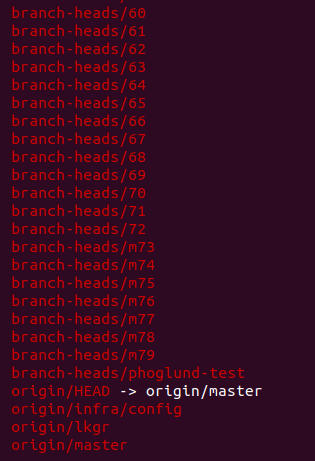 branch-heads/60
branch-heads/61
branch-heads/62
branch-heads/63
branch-heads/64
branch-heads/65
branch-heads/66
branch-heads/67
branch-heads/68
branch-heads/69
branch-heads/70
branch-heads/71
branch-heads/72
branch-heads/m73
branch-heads/m74
branch-heads/m75
branch-heads/m76
branch-heads/m77
branch-heads/m78
branch-heads/m79
branch-heads/phoglund-test
origin/HEAD -> origin/master
origin/infra/config
origin/lkgr
origin/master